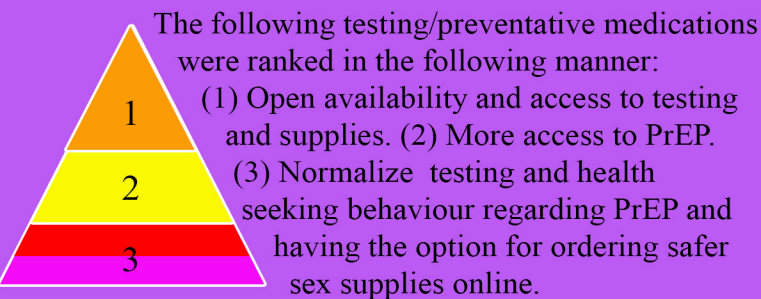 The following testing/preventative medications
were ranked in the following manner:
(1) Open availability and access to testing
and supplies. (2) More access to PrEP.
(3) Normalize testing and health
seeking behaviour regarding PrEP and
having the option for ordering safer
sex supplies online.
1
2
3